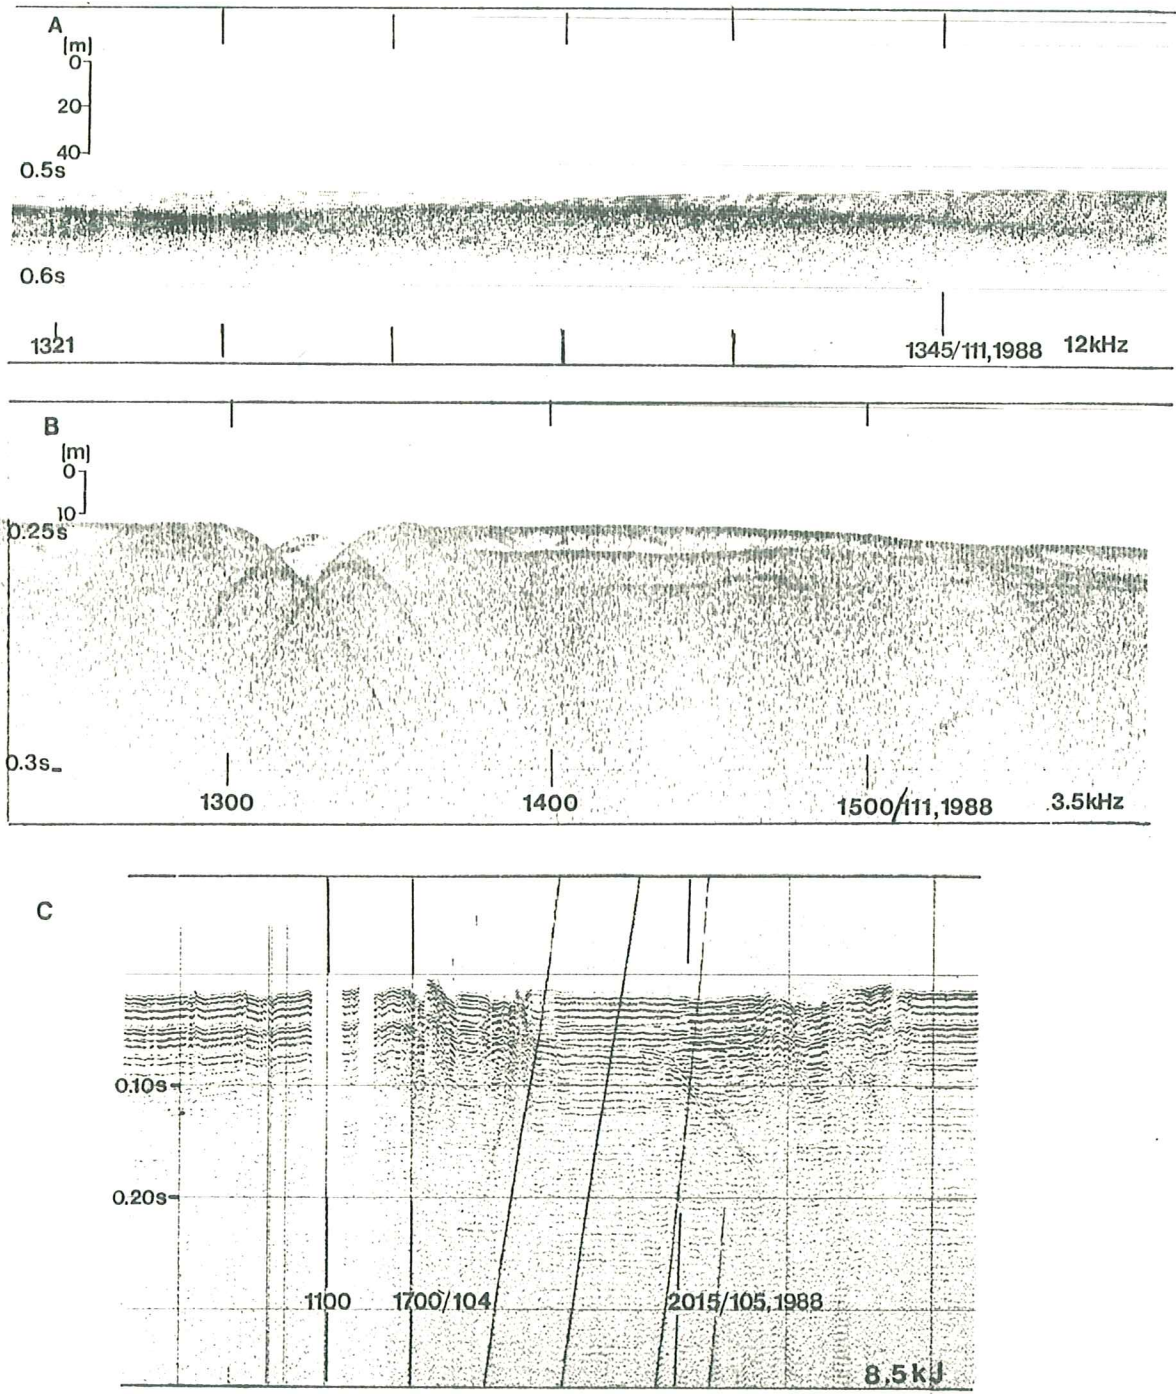 A
[m]
0
20
40
0.5s
0.6s
1321
1345/111,1988 12kHz
B
[m]
0
10
0.25s
0.3s
1300 1400 1500/111,1988 3.5kHz
C
0.10s
0.20s
1100 1700/104 2015/105,1988
8.5kJ